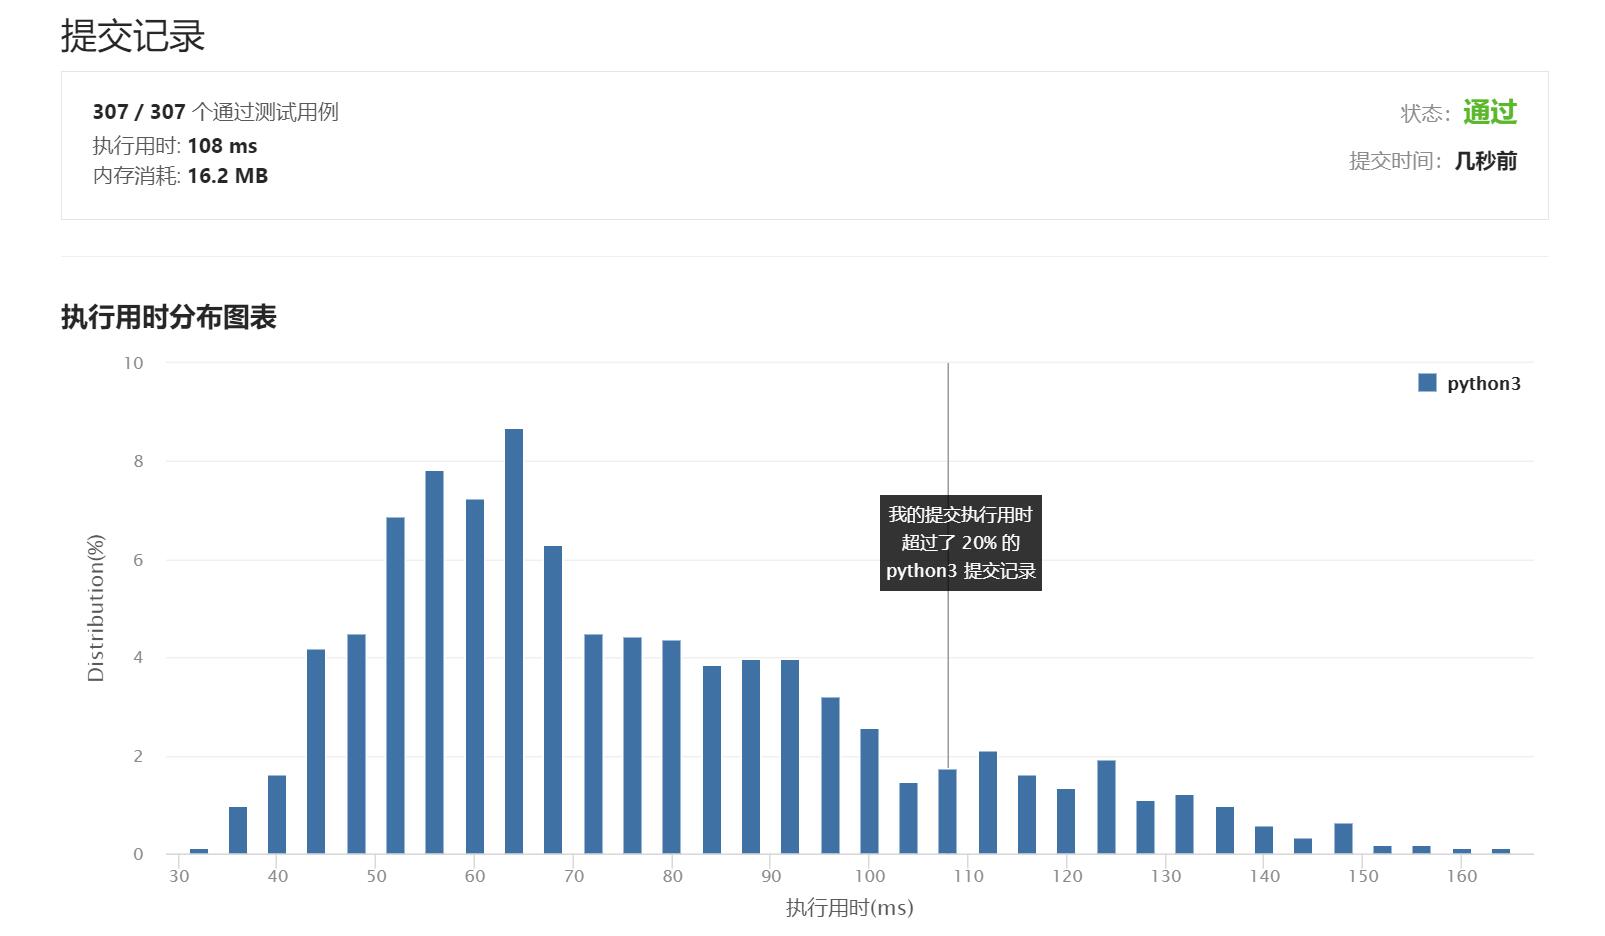 提交记录
307 / 307 个通过测试用例
状态：通过
执行用时: 108 ms
提交时间：几秒前
内存消耗: 16.2 MB
执行用时分布图表
python3
10
8
6
4
2
0
Distribution(%)
我的提交执行用时
超过了 20% 的
python3 提交记录
30 40 50 60 70 80 90 100 110 120 130 140 150 160
执行用时(ms)